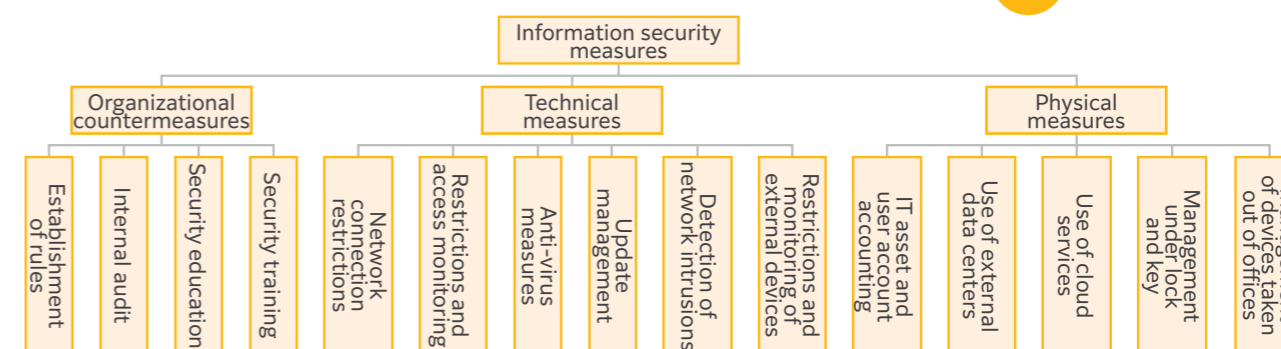 Information security
measures
Organizational
countermeasures
Technical
measures
Physical
measures
Establishment
of rules
Internal audit
Security education
Security training
Network
connection
restrictions
Restrictions and
access monitoring
Anti-virus
measures
Update
management
Detection of
network intrusions
Restrictions and
monitoring of
external devices
IT asset and
user account
accounting
Use of external
data centers
Use of cloud
services
Management
under lock
and key
of devices taken
out of offices